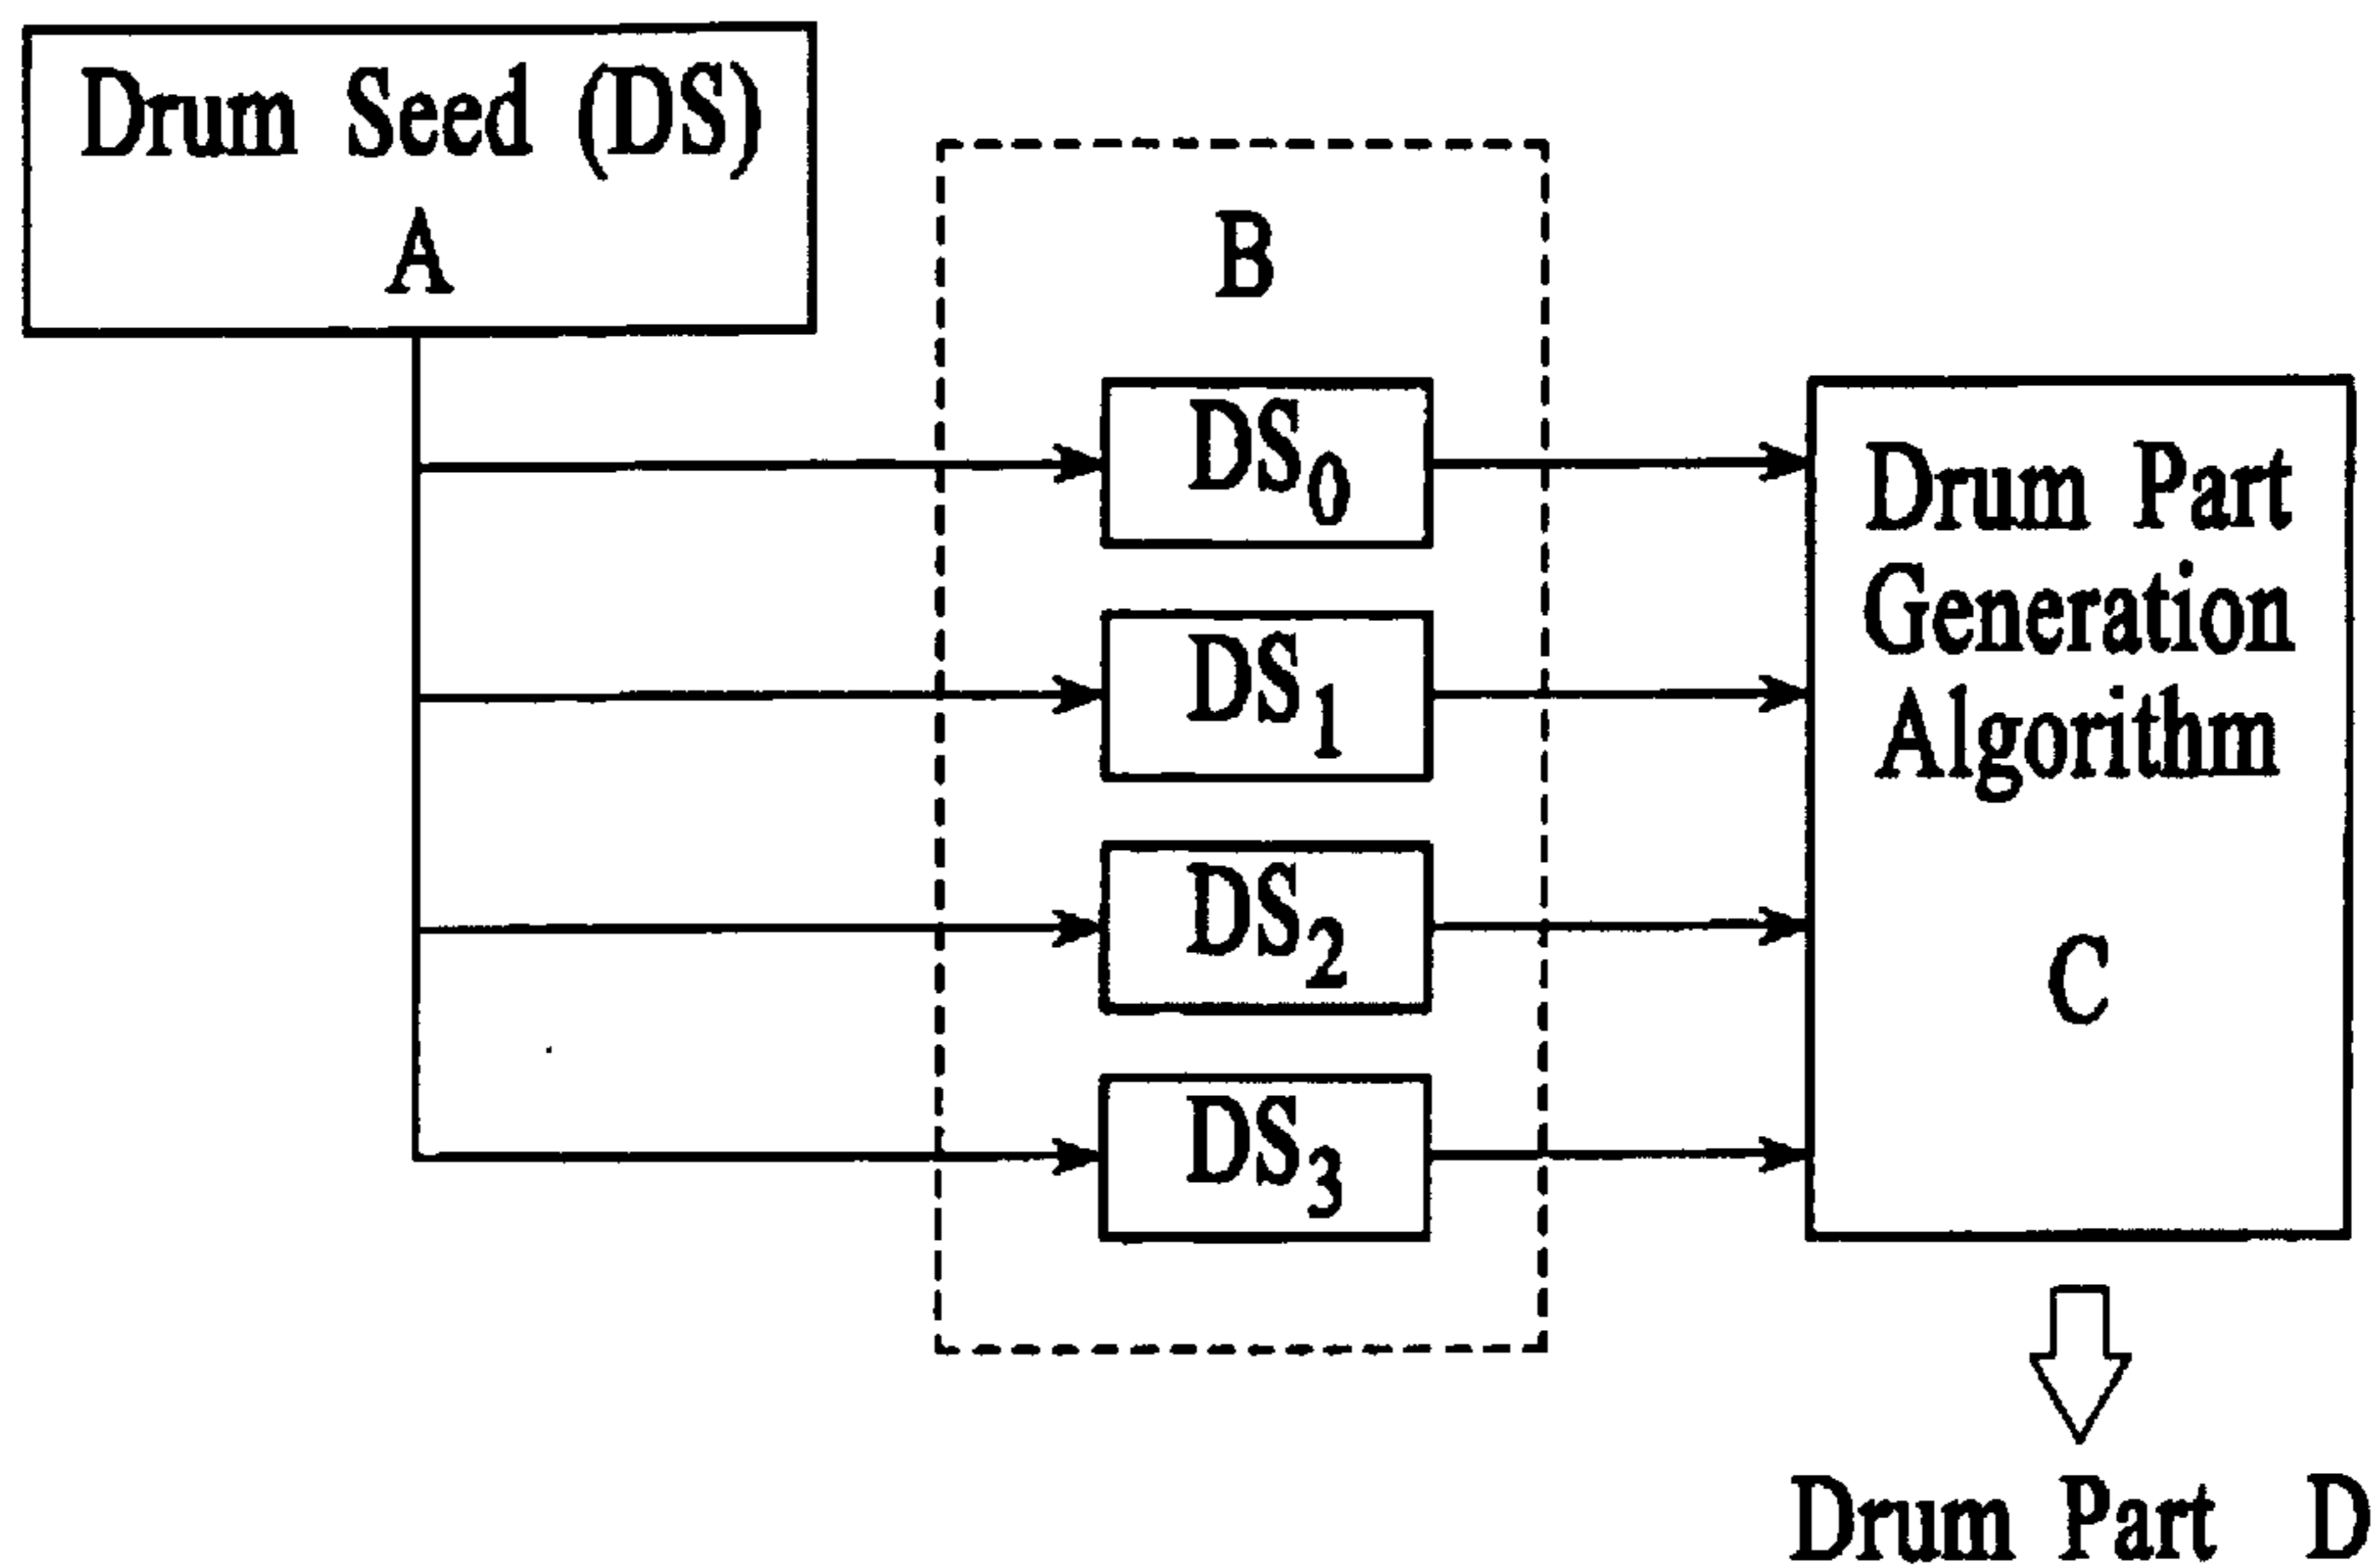 Drum Seed (DS)
A
B
DS0
DS1
DS2
DS3
Drum Part
Generation
Algorithm
C
Drum Part D